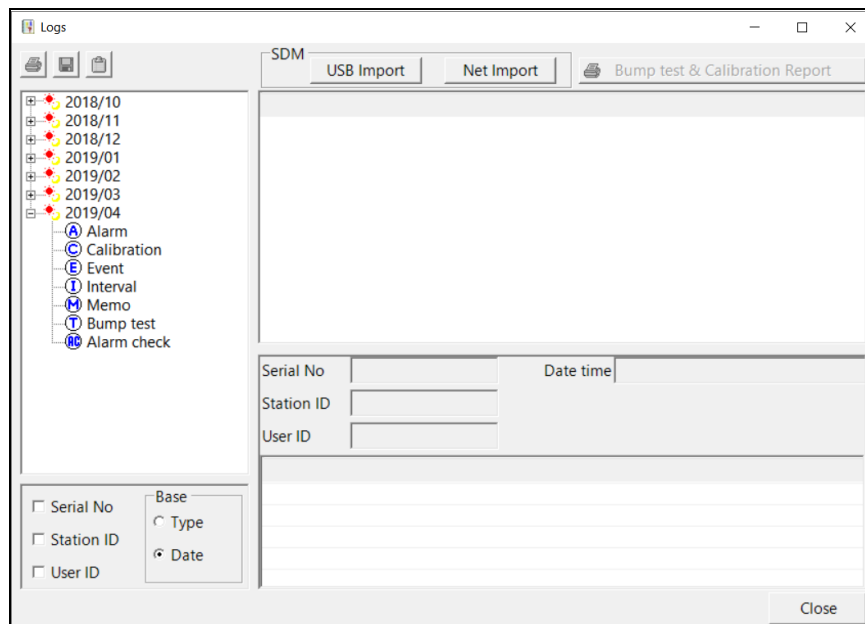 Logs
SDM
USB Import
Net Import
Bump test & Calibration Report
2018/10
2018/11
2018/12
2019/01
2019/02
2019/03
2019/04
A Alarm
C Calibration
E Event
I Interval
M Memo
T Bump test
AC Alarm check
Serial No
Date time
Station ID
User ID
Base
Serial No
Type
Station ID
Date
User ID
Close